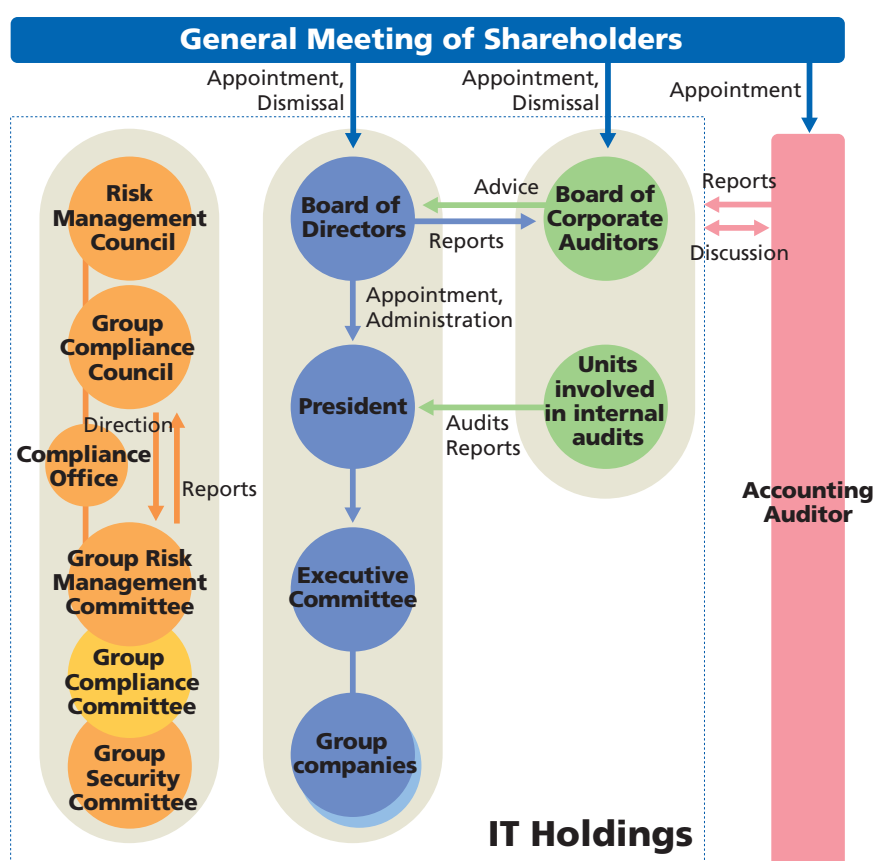 General Meeting of Shareholders
Appointment,
Dismissal
Appointment,
Dismissal
Appointment
Risk
Management
Council
Group
Compliance
Council
Direction
Compliance
Office
Reports
Group Risk
Management
Committee
Group
Compliance
Committee
Group
Security
Committee
Board of
Directors
Advice
Reports
Appointment,
Administration
President
Audits
Reports
Executive
Committee
Group
companies
Board of
Corporate
Auditors
Units
involved
in internal
audits
Reports
Discussion
Accounting
Auditor
IT Holdings